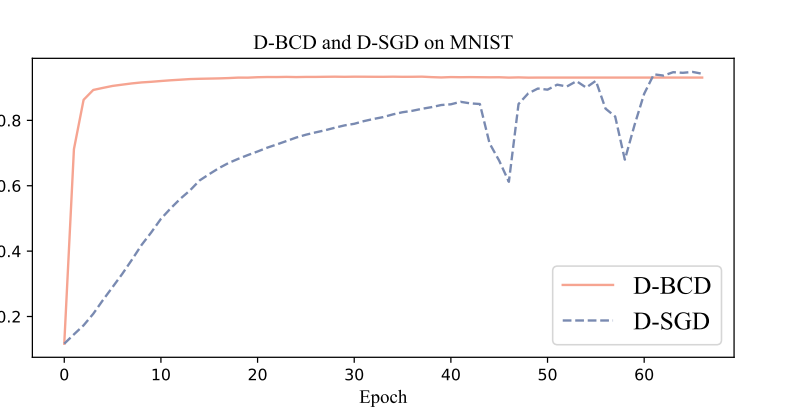 D-BCD and D-SGD on MNIST
0.8
0.6
0.4
0.2
0 10 20 30 40 50 60
Epoch
D-BCD
D-SGD